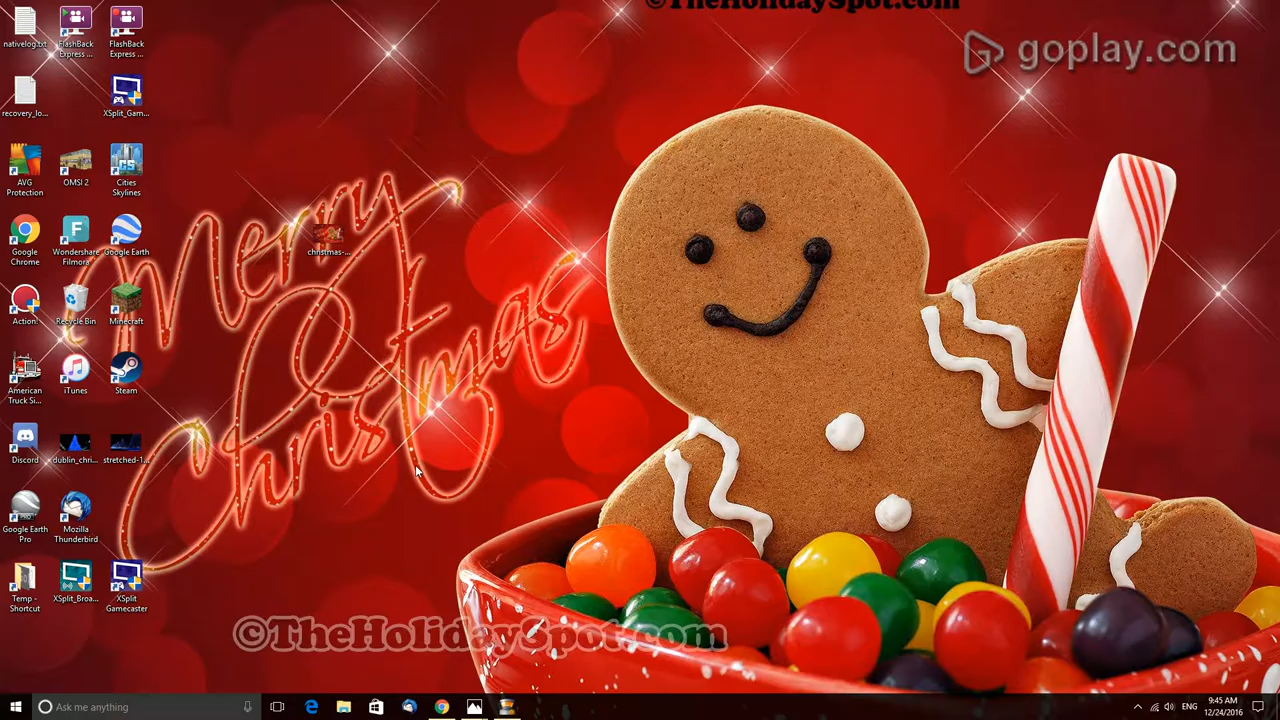 ©TheHolidaySpot.com
goplay.com
nativelog.txt
FlashBack
Express ...
FlashBack
Express ...
recovery_lo...
XSplit_Gam...
AVG
Protection
OMSI 2
Cities
Skylines
Google
Chrome
Wondershare
Filmora
Google Earth
Action!
Recycle Bin
Minecraft
American
Truck Si...
iTunes
Steam
Discord
dublin_chri...
stretched-1...
Google Earth
Pro
Mozilla
Thunderbird
Temp -
Shortcut
XSplit_Broa...
XSplit
Gamecaster
christmas-...
Merry
Christmas
©TheHolidaySpot.com
Ask me anything
ENG
9:45 AM
12/24/2016